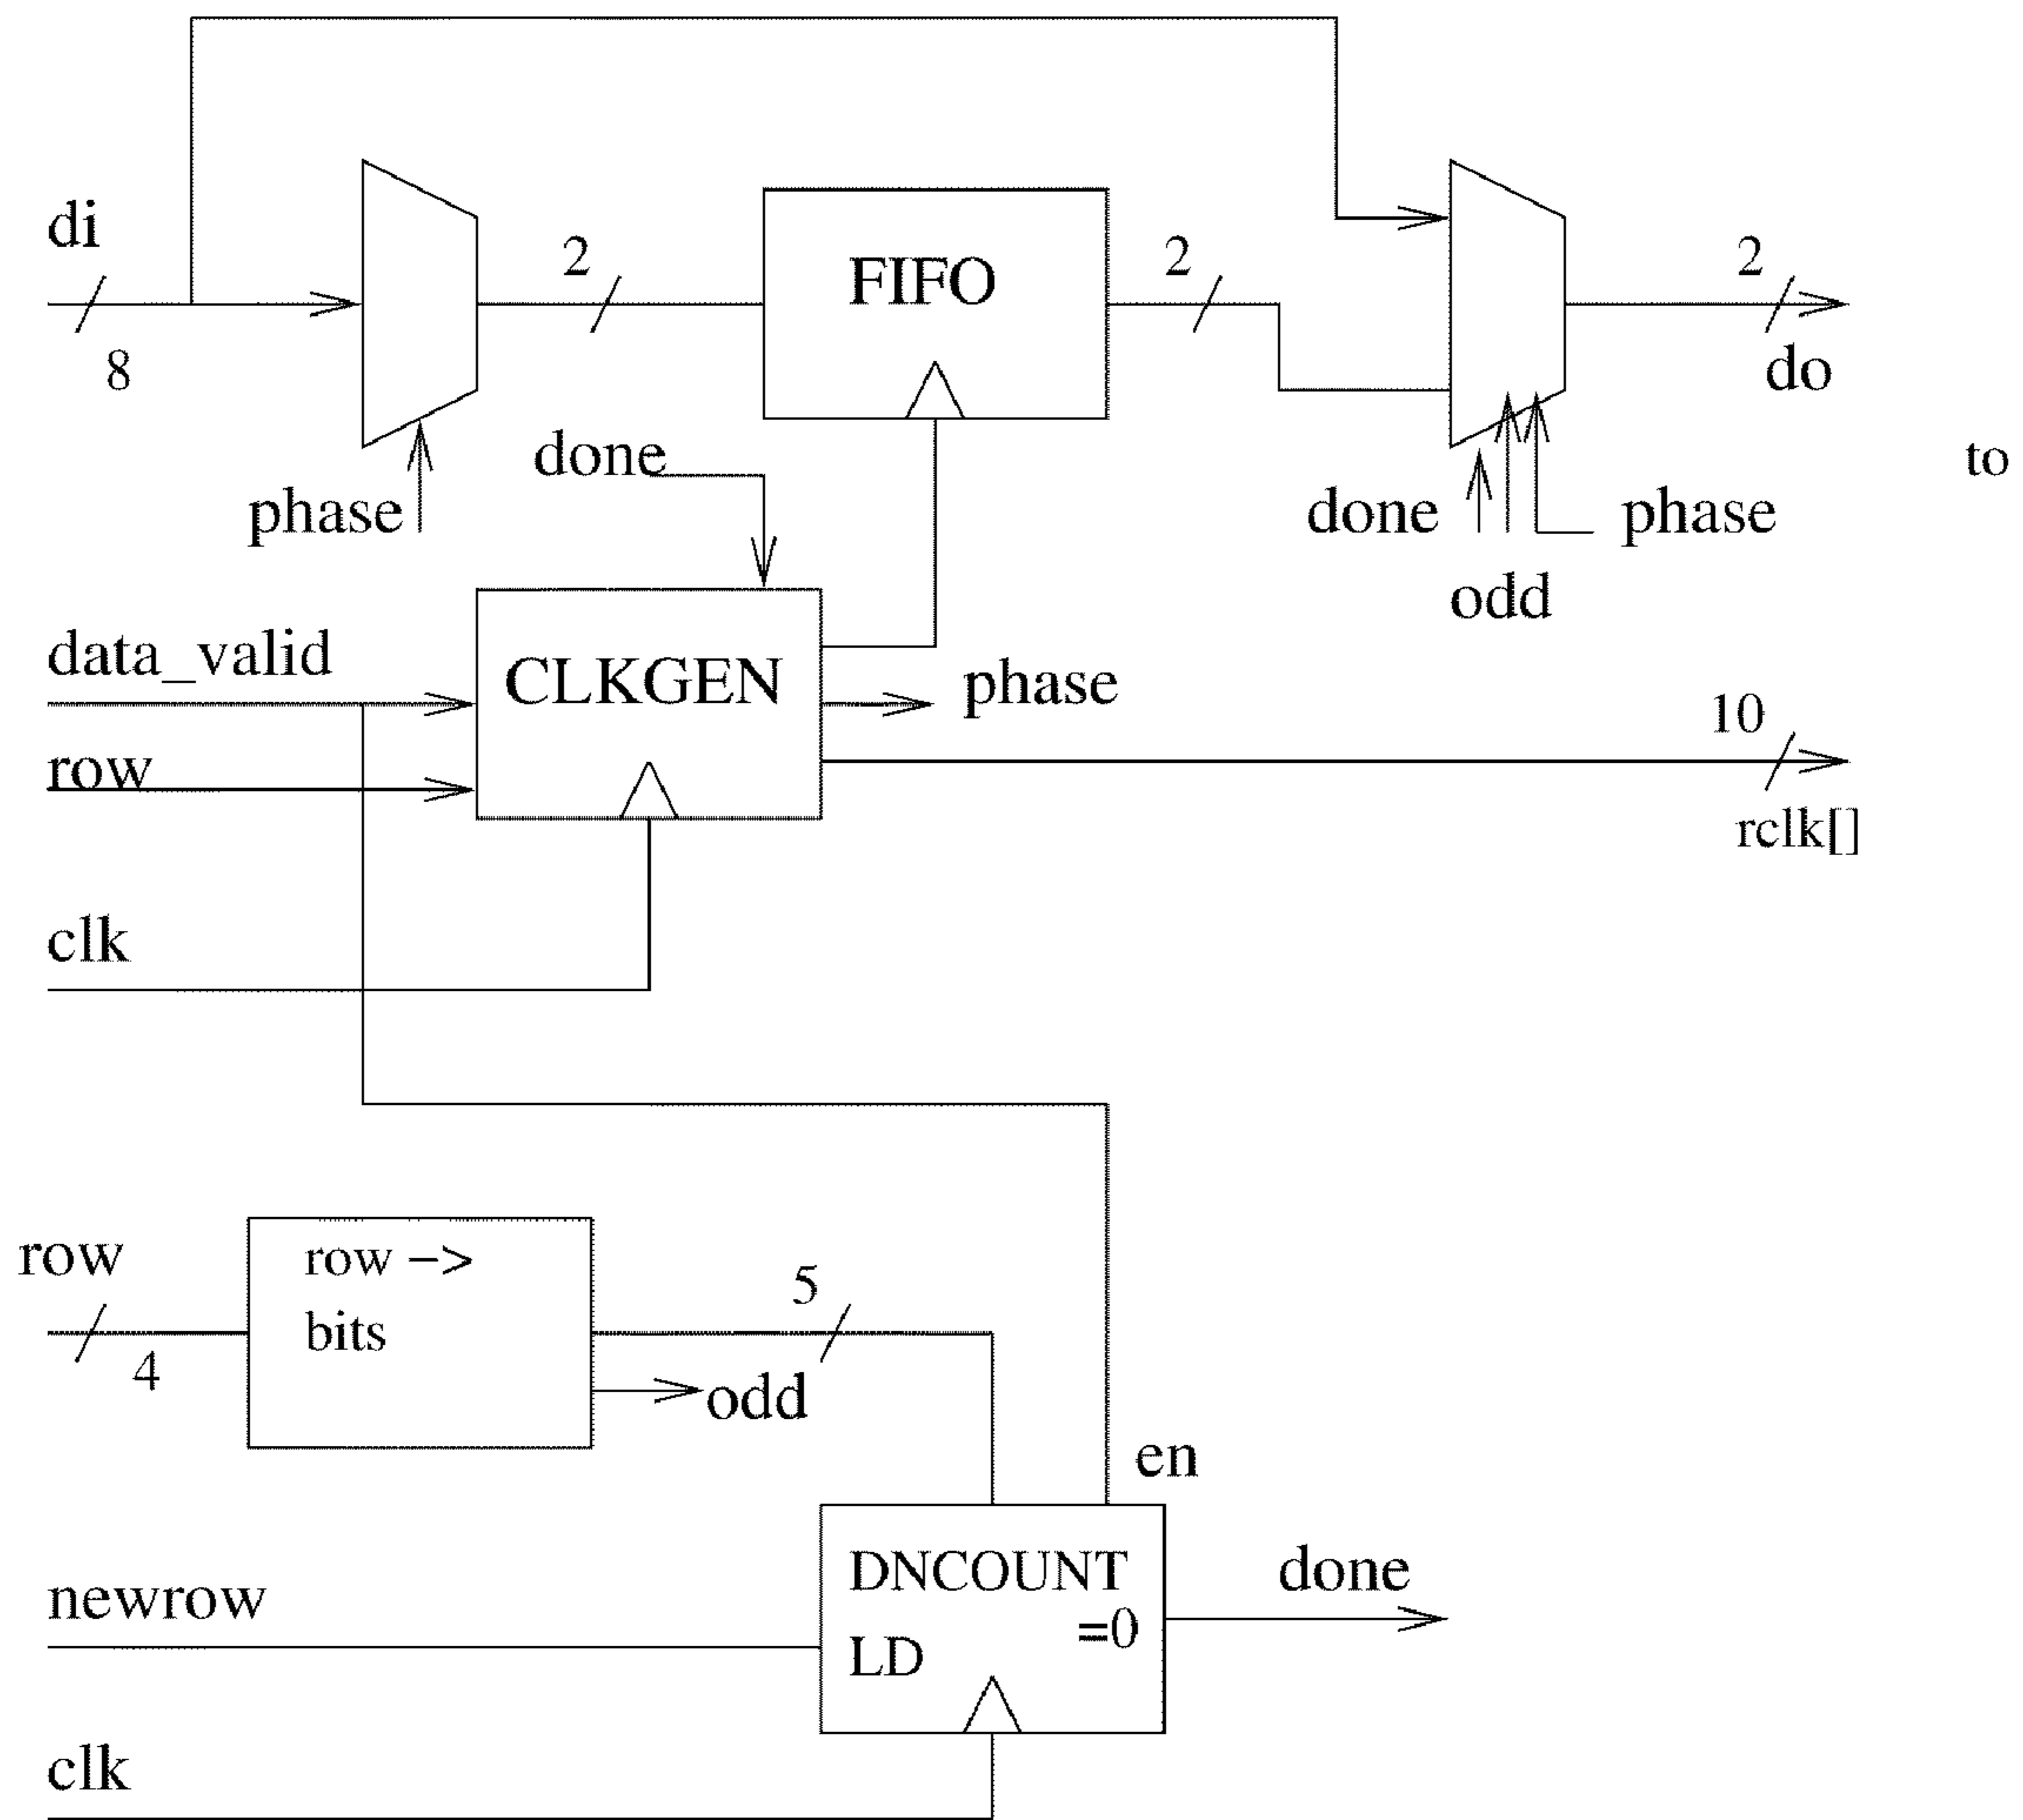 di
8
2
FIFO
2
2
do
phase
done
done
odd
phase
to
data_valid
row
CLKGEN
phase
10
rclk[]
clk
row
4
row –>
bits
5
odd
en
newrow
DNCOUNT
=0
LD
done
clk